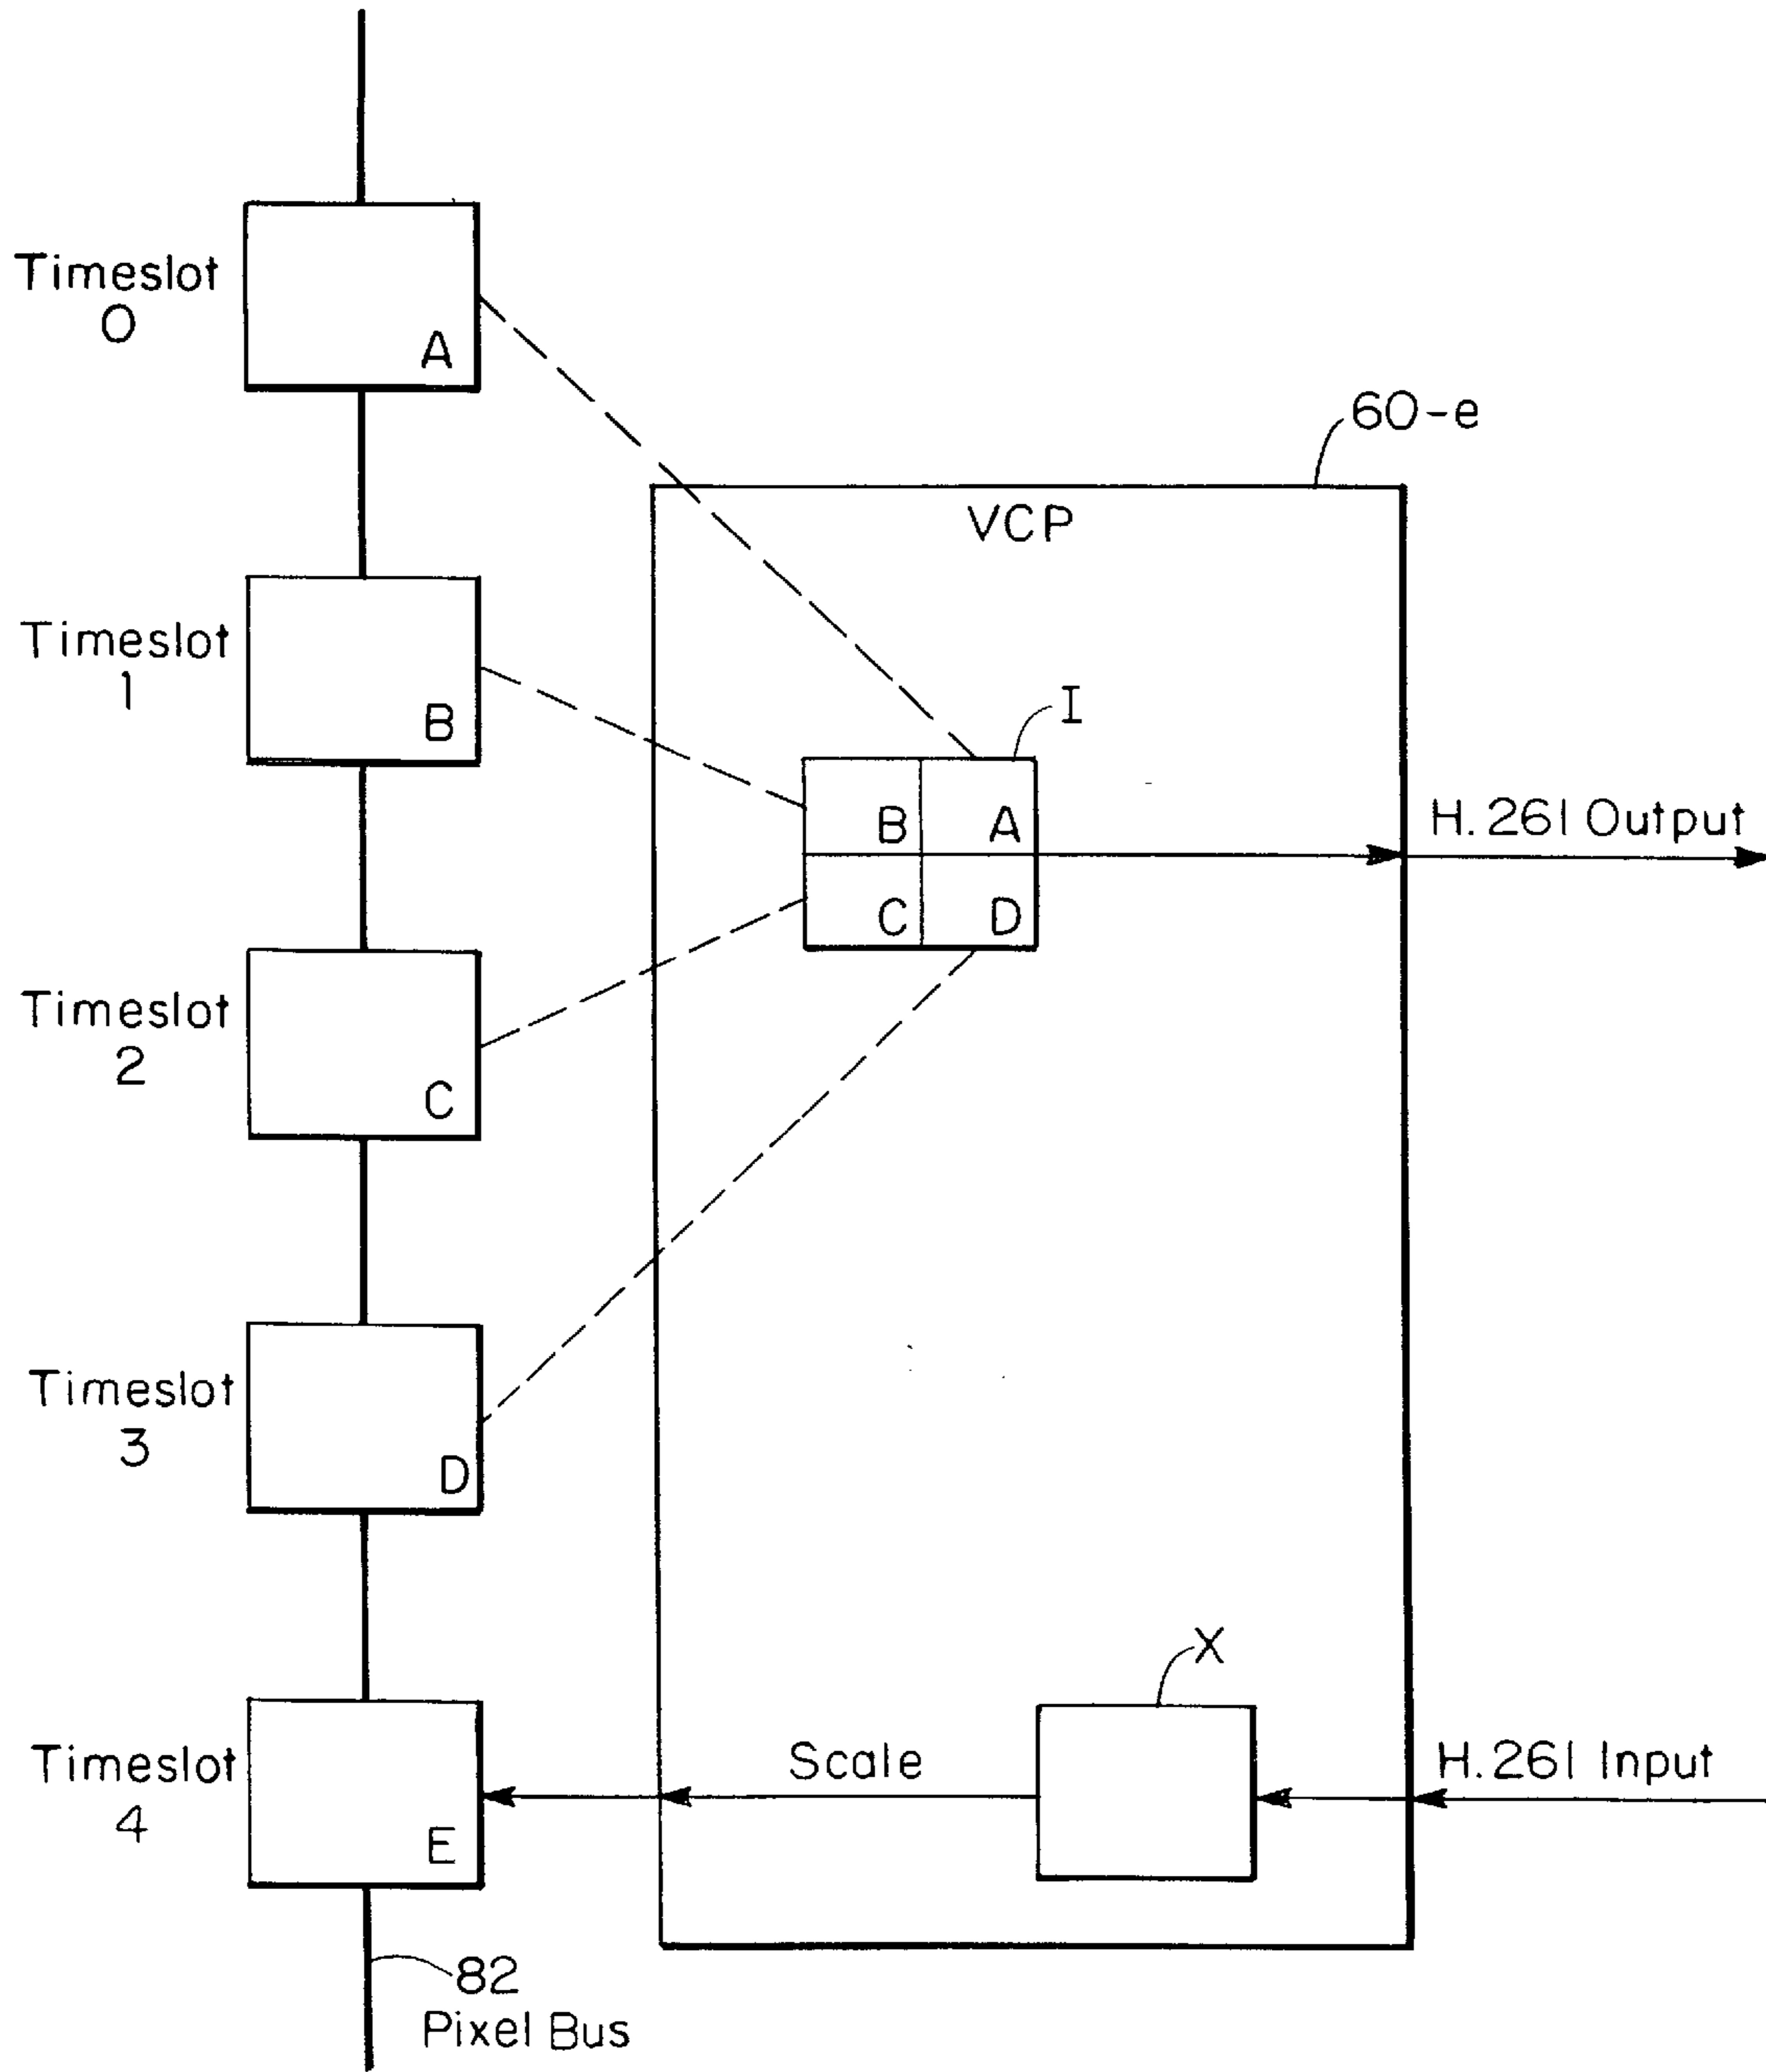 Timeslot
0
A
60-e
VCP
Timeslot
1
B
I
B
A
H.261 Output
C
D
Timeslot
2
C
Timeslot
3
D
X
Timeslot
4
E
Scale
H.261 Input
82
Pixel Bus